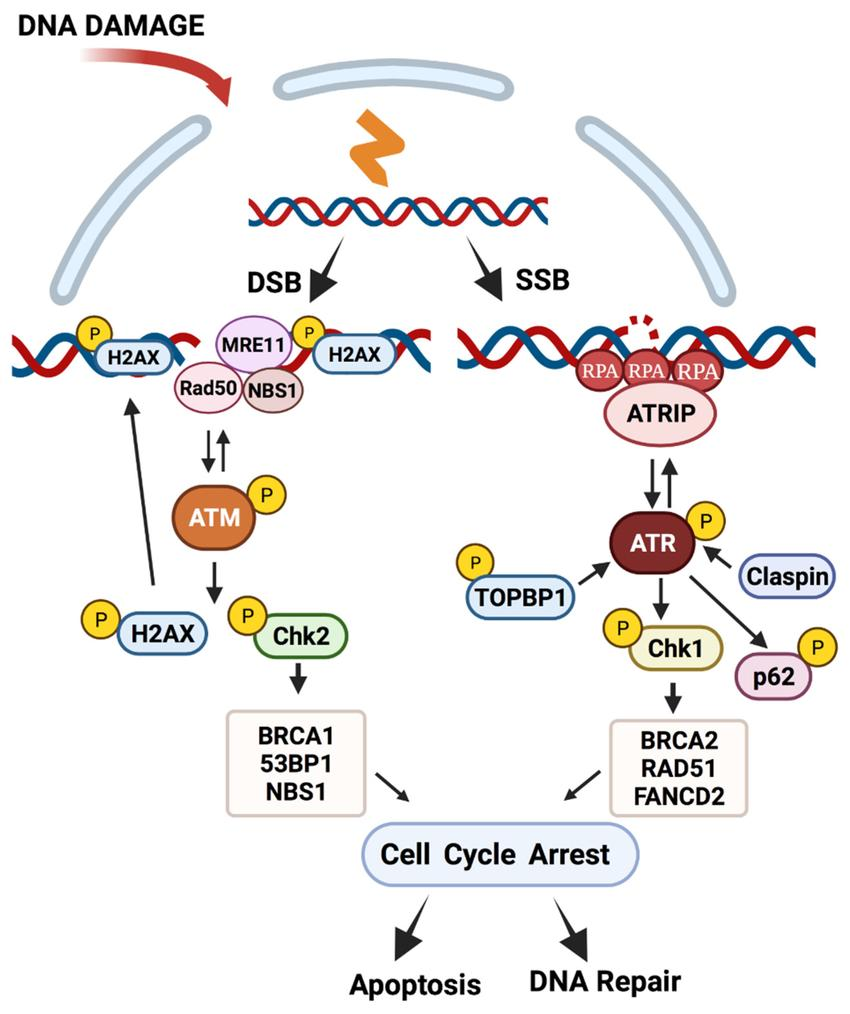 DNA DAMAGE
DSB
SSB
P
H2AX
MRE11
P
H2AX
Rad50
NBS1
RPA
RPA
RPA
ATRIP
ATM
P
ATR
P
P
TOPBP1
Claspin
P
H2AX
P
Chk2
P
Chk1
P
p62
BRCA1
53BP1
NBS1
BRCA2
RAD51
FANCD2
Cell Cycle Arrest
Apoptosis
DNA Repair